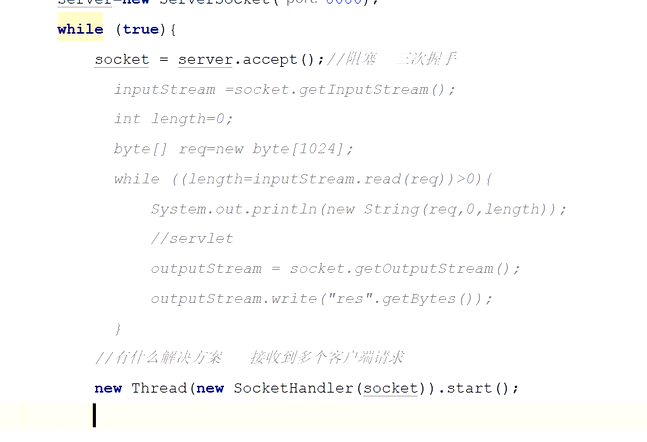 server=new ServerSocket( port:
while (true){
socket = server.accept();//阻塞 三次握手
inputStream =socket.getInputStream();
int length=0;
byte[] req=new byte[1024];
while ((length=inputStream.read(req))>0){
System.out.println(new String(req,0,length));
//servlet
outputStream = socket.getOutputStream();
outputStream.write("res".getBytes());
}
//有什么解决方案 接收到多个客户端请求
new Thread(new SocketHandler(socket)).start();